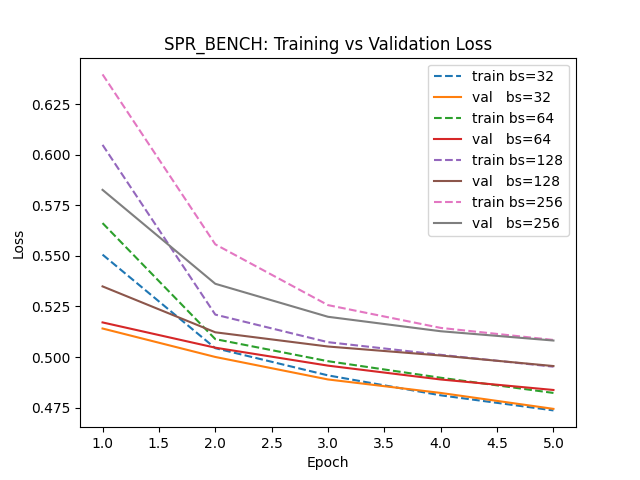 SPR_BENCH: Training vs Validation Loss
Loss
0.625
0.600
0.575
0.550
0.525
0.500
0.475
train bs=32
val   bs=32
train bs=64
val   bs=64
train bs=128
val   bs=128
train bs=256
val   bs=256
1.0 1.5 2.0 2.5 3.0 3.5 4.0 4.5 5.0
Epoch